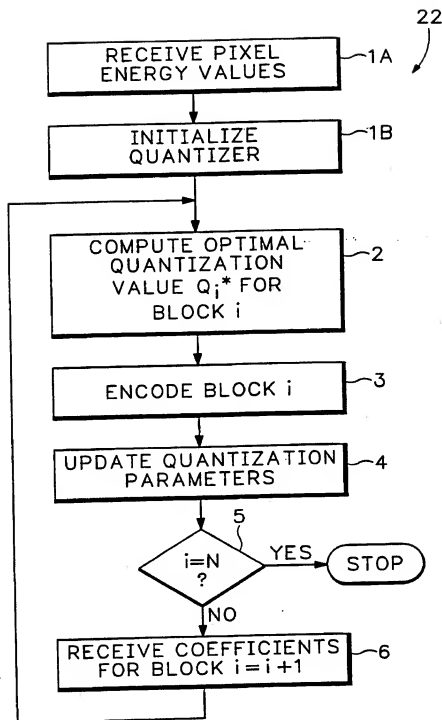 22
RECEIVE PIXEL
ENERGY VALUES
1A
INITIALIZE
QUANTIZER
1B
COMPUTE OPTIMAL
QUANTIZATION
VALUE Qi* FOR
BLOCK i
2
ENCODE BLOCK i
3
UPDATE QUANTIZATION
PARAMETERS
4
5
i=N
?
YES
STOP
NO
RECEIVE COEFFICIENTS
FOR BLOCK i=i+1
6